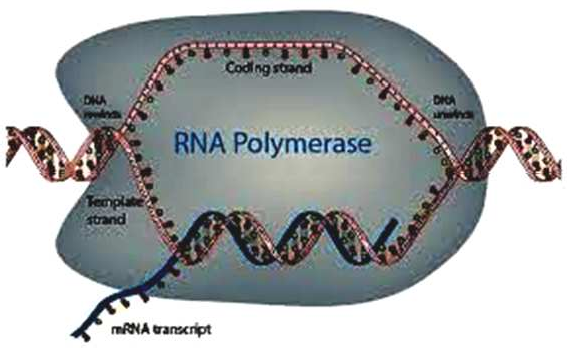 Coding strand
DNA
rewinds
DNA
unwinds
RNA Polymerase
Template
strand
mRNA transcript